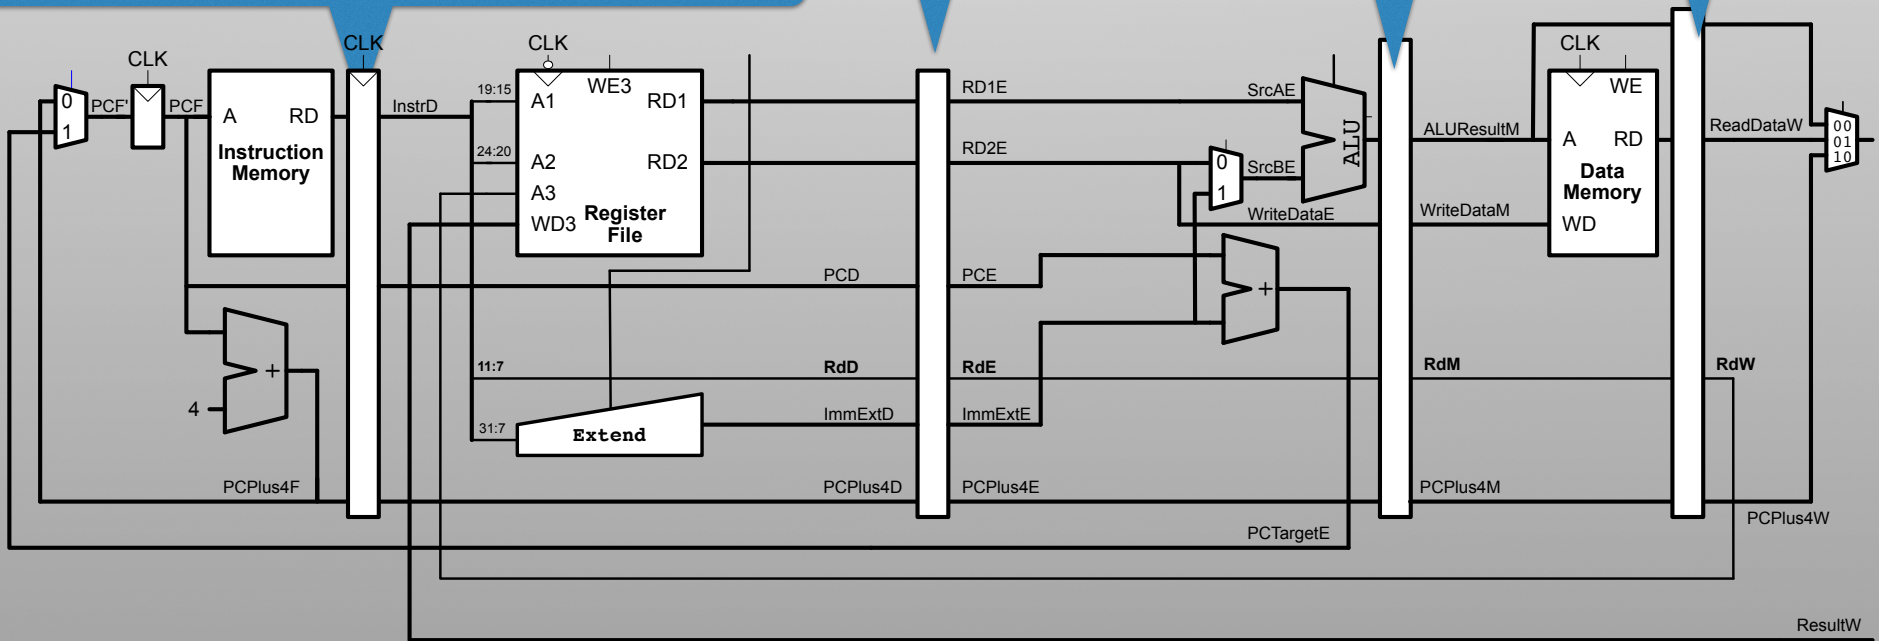 CLK
CLK
CLK
CLK
0
1
PCF'
PCF
A
RD
Instruction
Memory
InstrD
19:15
24:20
A1
WE3
RD1
A2
RD2
A3
WD3
Register
File
RD1E
RD2E
SrcAE
0
1
SrcBE
ALU
WriteDataE
ALUResultM
WriteDataM
WE
A
RD
Data
Memory
WD
ReadDataW
00
01
10
PCD
PCE
+
+
4
11:7
RdD
RdE
RdM
RdW
31:7
Extend
ImmExtD
ImmExtE
PCPlus4F
PCPlus4D
PCPlus4E
PCPlus4M
PCPlus4W
PCTargetE
ResultW